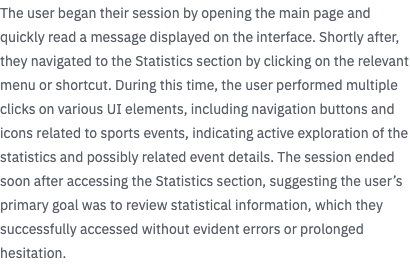 The user began their session by opening the main page and
quickly read a message displayed on the interface. Shortly after,
they navigated to the Statistics section by clicking on the relevant
menu or shortcut. During this time, the user performed multiple
clicks on various UI elements, including navigation buttons and
icons related to sports events, indicating active exploration of the
statistics and possibly related event details. The session ended
soon after accessing the Statistics section, suggesting the user’s
primary goal was to review statistical information, which they
successfully accessed without evident errors or prolonged
hesitation.